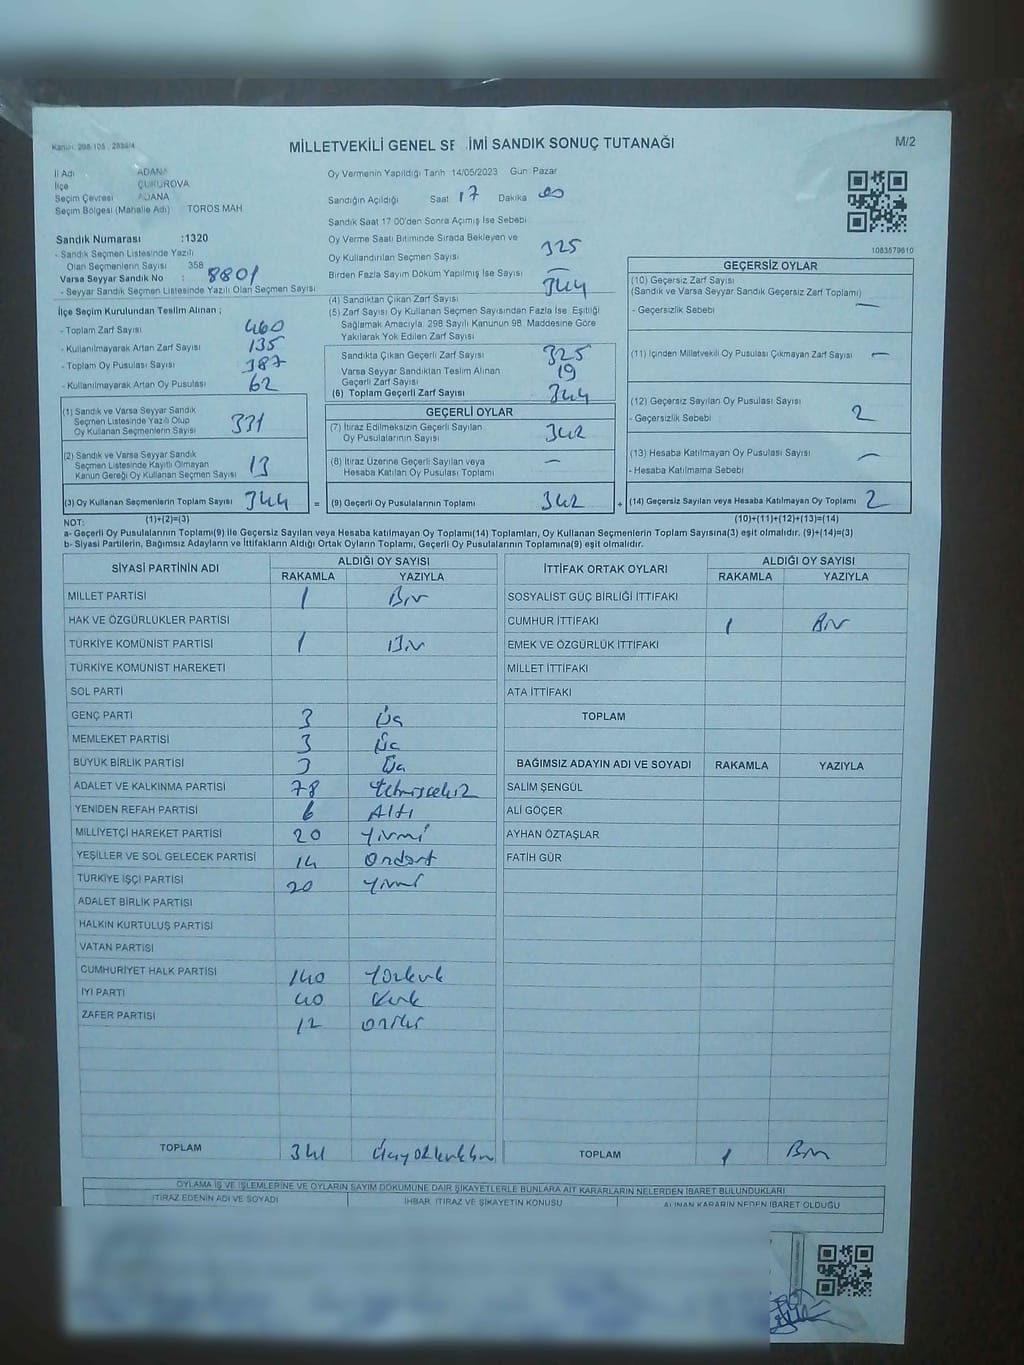 Kanun: 298/105 , 2839/4
MİLLETVEKİLİ GENEL SE İMİ SANDIK SONUÇ TUTANAĞI
M/2
İl Adı ADANA
İlçe ÇUKUROVA
Seçim Çevresi ADANA
Seçim Bölgesi (Mahalle Adı) TOROS MAH
Oy Vermenin Yapıldığı Tarih 14/05/2023 Gün Pazar
Sandığın Açıldığı Saat 17 Dakika 00
Sandık Saat 17:00'den Sonra Açımış İse Sebebi
Sandık Numarası :1320
- Sandık Seçmen Listesinde Yazılı
Olan Seçmenlerin Sayısı 358
Varsa Seyyar Sandık No : 8801
- Seyyar Sandık Seçmen Listesinde Yazılı Olan Seçmen Sayısı
Oy Verme Saati Bitiminde Sırada Bekleyen ve
Oy Kullandırılan Seçmen Sayısı 325
Birden Fazla Sayım Döküm Yapılmış İse Sayısı —
1083579610
İlçe Seçim Kurulundan Teslim Alınan ;
- Toplam Zarf Sayısı 460
- Kullanılmayarak Artan Zarf Sayısı 135
- Toplam Oy Pusulası Sayısı 387
- Kullanılmayarak Artan Oy Pusulası 62
(4) Sandıktan Çıkan Zarf Sayısı 344
(5) Zarf Sayısı Oy Kullanan Seçmen Sayısından Fazla İse, Eşitliği
Sağlamak Amacıyla, 298 Sayılı Kanunun 98. Maddesine Göre
Yakılarak Yok Edilen Zarf Sayısı
Sandıkta Çıkan Geçerli Zarf Sayısı 325
Varsa Seyyar Sandıktan Teslim Alınan
Geçerli Zarf Sayısı 19
(6) Toplam Geçerli Zarf Sayısı 344
GEÇERSİZ OYLAR
(10) Geçersiz Zarf Sayısı
(Sandık ve Varsa Seyyar Sandık Geçersiz Zarf Toplamı)
- Geçersizlik Sebebi —
(11) İçinden Milletvekili Oy Pusulası Çıkmayan Zarf Sayısı —
(12) Geçersiz Sayılan Oy Pusulası Sayısı
- Geçersizlik Sebebi 2
(13) Hesaba Katılmayan Oy Pusulası Sayısı —
- Hesaba Katılmama Sebebi
(1) Sandık ve Varsa Seyyar Sandık
Seçmen Listesinde Yazılı Olup
Oy Kullanan Seçmenlerin Sayısı 331
(2) Sandık ve Varsa Seyyar Sandık
Seçmen Listesinde Kayıtlı Olmayan
Kanun Gereği Oy Kullanan Seçmen Sayısı 13
GEÇERLİ OYLAR
(7) İtiraz Edilmeksizin Geçerli Sayılan
Oy Pusulalarının Sayısı 342
(8) İtiraz Üzerine Geçerli Sayılan veya
Hesaba Katılan Oy Pusulası Toplamı —
(3) Oy Kullanan Seçmenlerin Toplam Sayısı 344 = (9) Geçerli Oy Pusulalarının Toplamı 342 + (14) Geçersiz Sayılan veya Hesaba Katılmayan Oy Toplamı 2
NOT: (1)+(2)=(3) (10)+(11)+(12)+(13)=(14)
a- Geçerli Oy Pusulalarının Toplamı(9) ile Geçersiz Sayılan veya Hesaba katılmayan Oy Toplamı(14) Toplamları, Oy Kullanan Seçmenlerin Toplam Sayısına(3) eşit olmalıdır. (9)+(14)=(3)
b- Siyasi Partilerin, Bağımsız Adayların ve İttifakların Aldığı Ortak Oyların Toplamı, Geçerli Oy Pusulalarının Toplamına(9) eşit olmalıdır.
SİYASİ PARTİNİN ADI ALDIĞI OY SAYISI
RAKAMLA YAZIYLA
MİLLET PARTİSİ 1 Bir
HAK VE ÖZGÜRLÜKLER PARTİSİ
TÜRKİYE KOMÜNİST PARTİSİ 1 Bir
TÜRKİYE KOMÜNİST HAREKETİ
SOL PARTİ
GENÇ PARTİ 3 Üç
MEMLEKET PARTİSİ 3 Üç
BÜYÜK BİRLİK PARTİSİ 3 Üç
ADALET VE KALKINMA PARTİSİ 78 Yetmişsekiz
YENİDEN REFAH PARTİSİ 6 Altı
MİLLİYETÇİ HAREKET PARTİSİ 20 Yirmi
YEŞİLLER VE SOL GELECEK PARTİSİ 14 Ondört
TÜRKİYE İŞÇİ PARTİSİ 20 Yirmi
ADALET BİRLİK PARTİSİ
HALKIN KURTULUŞ PARTİSİ
VATAN PARTİSİ
CUMHURİYET HALK PARTİSİ 140 Yüzkırk
İYİ PARTİ 40 Kırk
ZAFER PARTİSİ 12 Oniki
TOPLAM 341 Üçyüzkırkbir
İTTİFAK ORTAK OYLARI ALDIĞI OY SAYISI
RAKAMLA YAZIYLA
SOSYALİST GÜÇ BİRLİĞİ İTTİFAKI
CUMHUR İTTİFAKI 1 Bir
EMEK VE ÖZGÜRLÜK İTTİFAKI
MİLLET İTTİFAKI
ATA İTTİFAKI
TOPLAM
BAĞIMSIZ ADAYIN ADI VE SOYADI RAKAMLA YAZIYLA
SALİM ŞENGÜL
ALİ GÖÇER
AYHAN ÖZTAŞLAR
FATİH GÜR
TOPLAM 1 Bir
OYLAMA İŞ VE İŞLEMLERİNE VE OYLARIN SAYIM DÖKÜMÜNE DAİR ŞİKAYETLERLE BUNLARA AİT KARARLARIN NELERDEN İBARET BULUNDUKLARI
İTİRAZ EDENİN ADI VE SOYADI İHBAR, İTİRAZ VE ŞİKAYETİN KONUSU ALINAN KARARIN NEDEN İBARET OLDUĞU